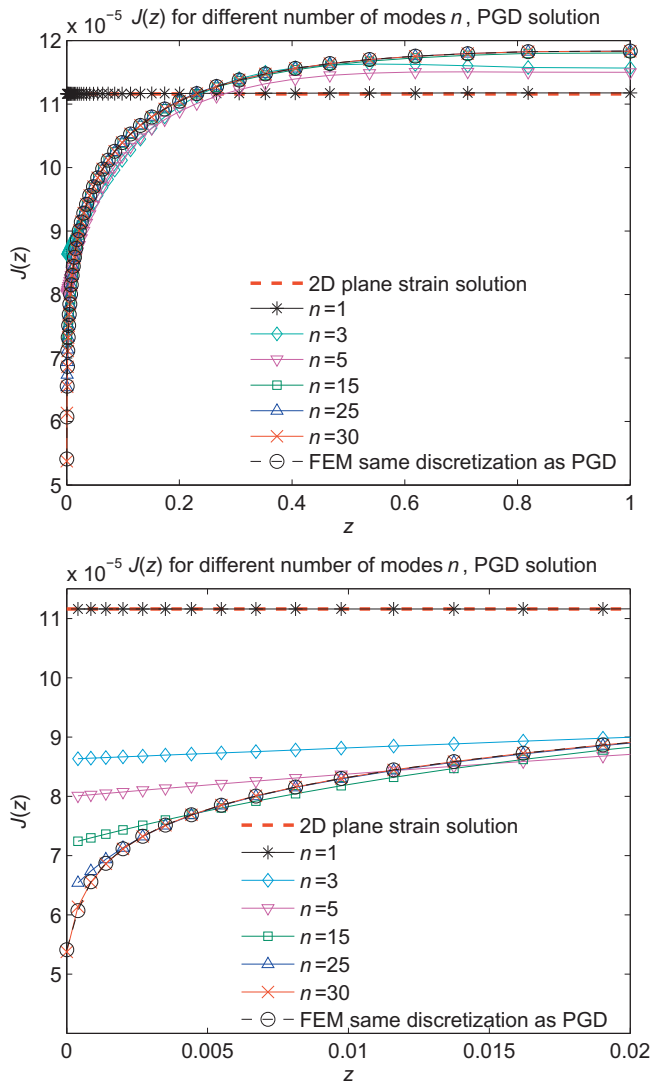 x 10⁻⁵ J(z) for different number of modes n , PGD solution
12
11
10
9
8
7
6
5
J(z)
2D plane strain solution
n=1
n=3
n=5
n=15
n=25
n=30
FEM same discretization as PGD
0 0.2 0.4 0.6 0.8 1
z
x 10⁻⁵ J(z) for different number of modes n , PGD solution
11
10
9
8
7
6
5
J(z)
2D plane strain solution
n=1
n=3
n=5
n=15
n=25
n=30
FEM same discretization as PGD
0 0.005 0.01 0.015 0.02
z